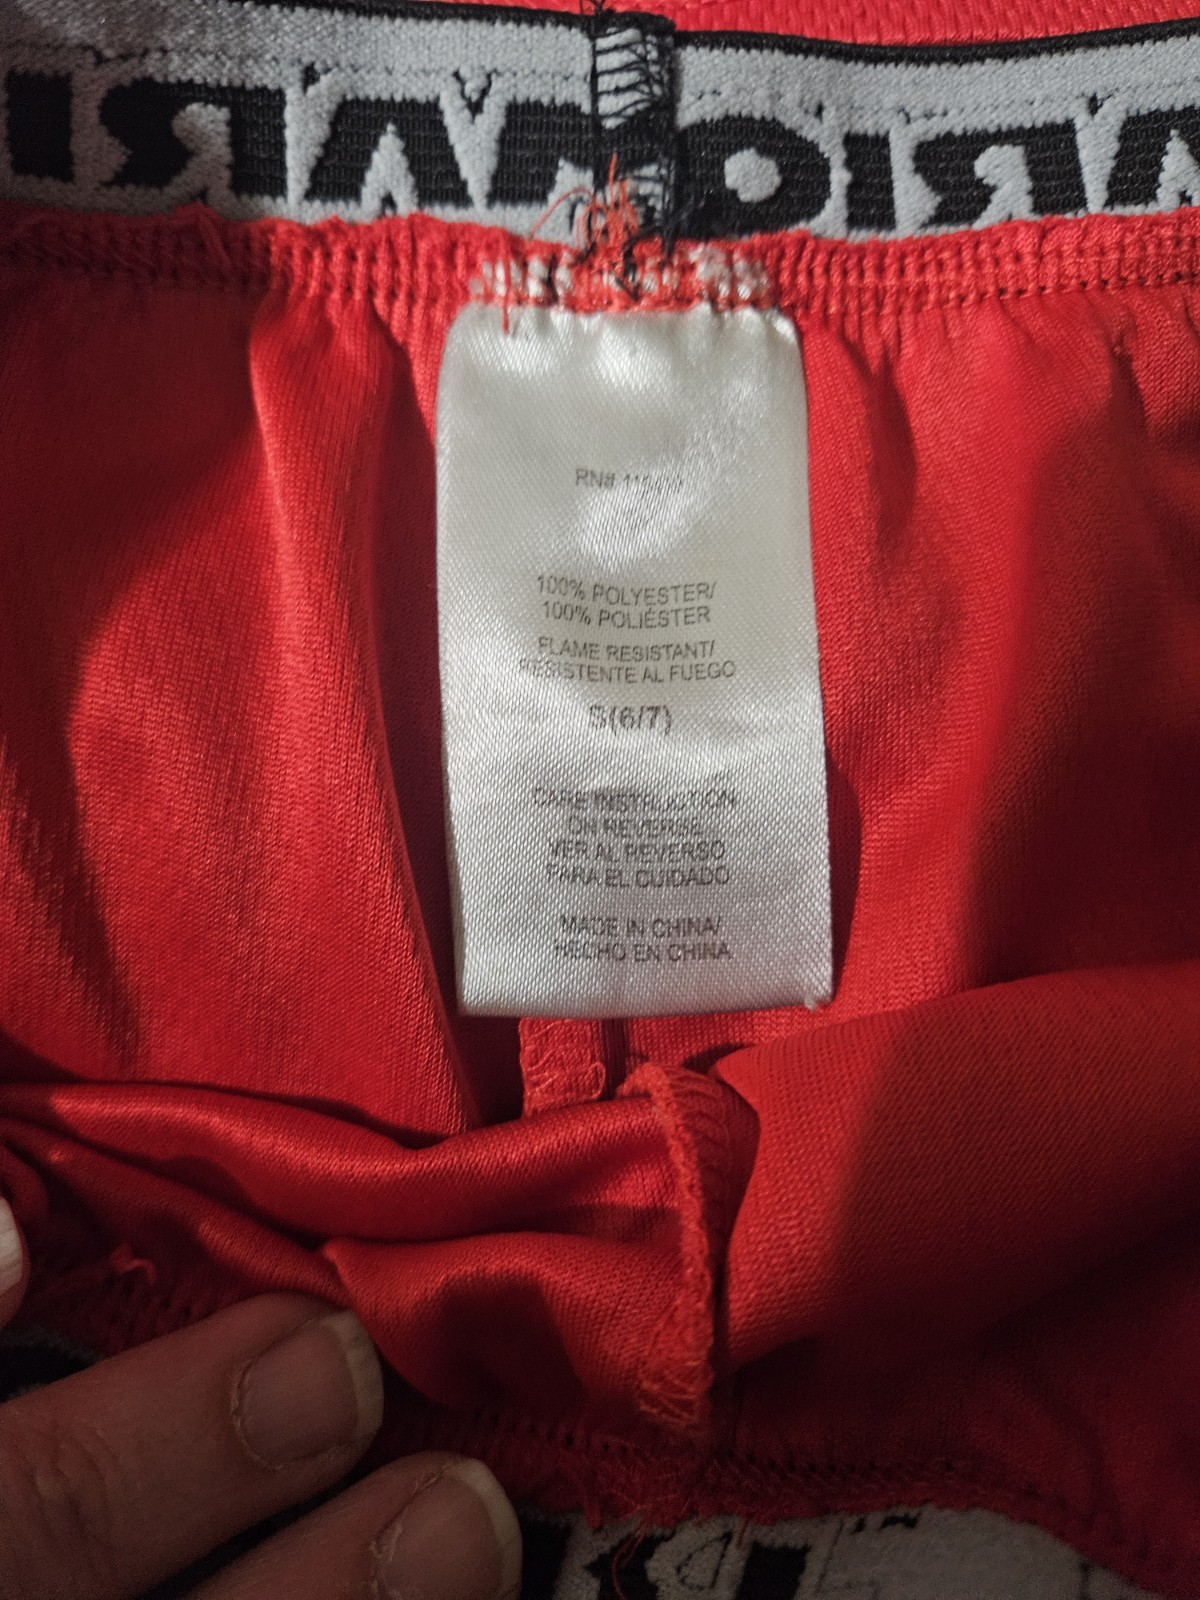 RN#
100% POLYESTER/
100% POLIÉSTER
FLAME RESISTANT/
RESISTENTE AL FUEGO
S(6/7)
CARE INSTRUCTION
ON REVERSE
VER AL REVERSO
PARA EL CUIDADO
MADE IN CHINA/
HECHO EN CHINA